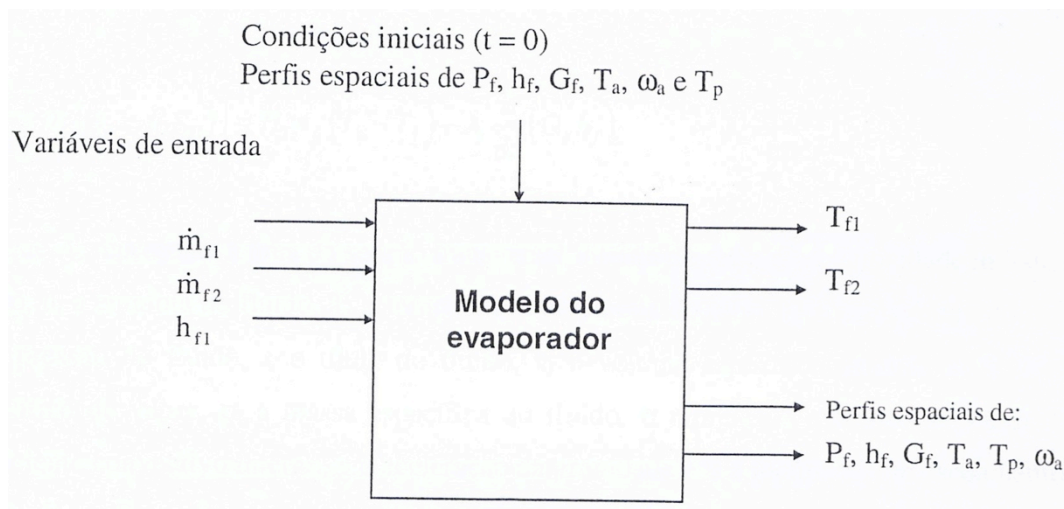 Condições iniciais (t = 0)
Perfis espaciais de Pf, hf, Gf, Ta, ωa e Tp
Variáveis de entrada
ṁf1
ṁf2
hf1
Modelo do
evaporador
Tf1
Tf2
Perfis espaciais de:
Pf, hf, Gf, Ta, Tp, ωa